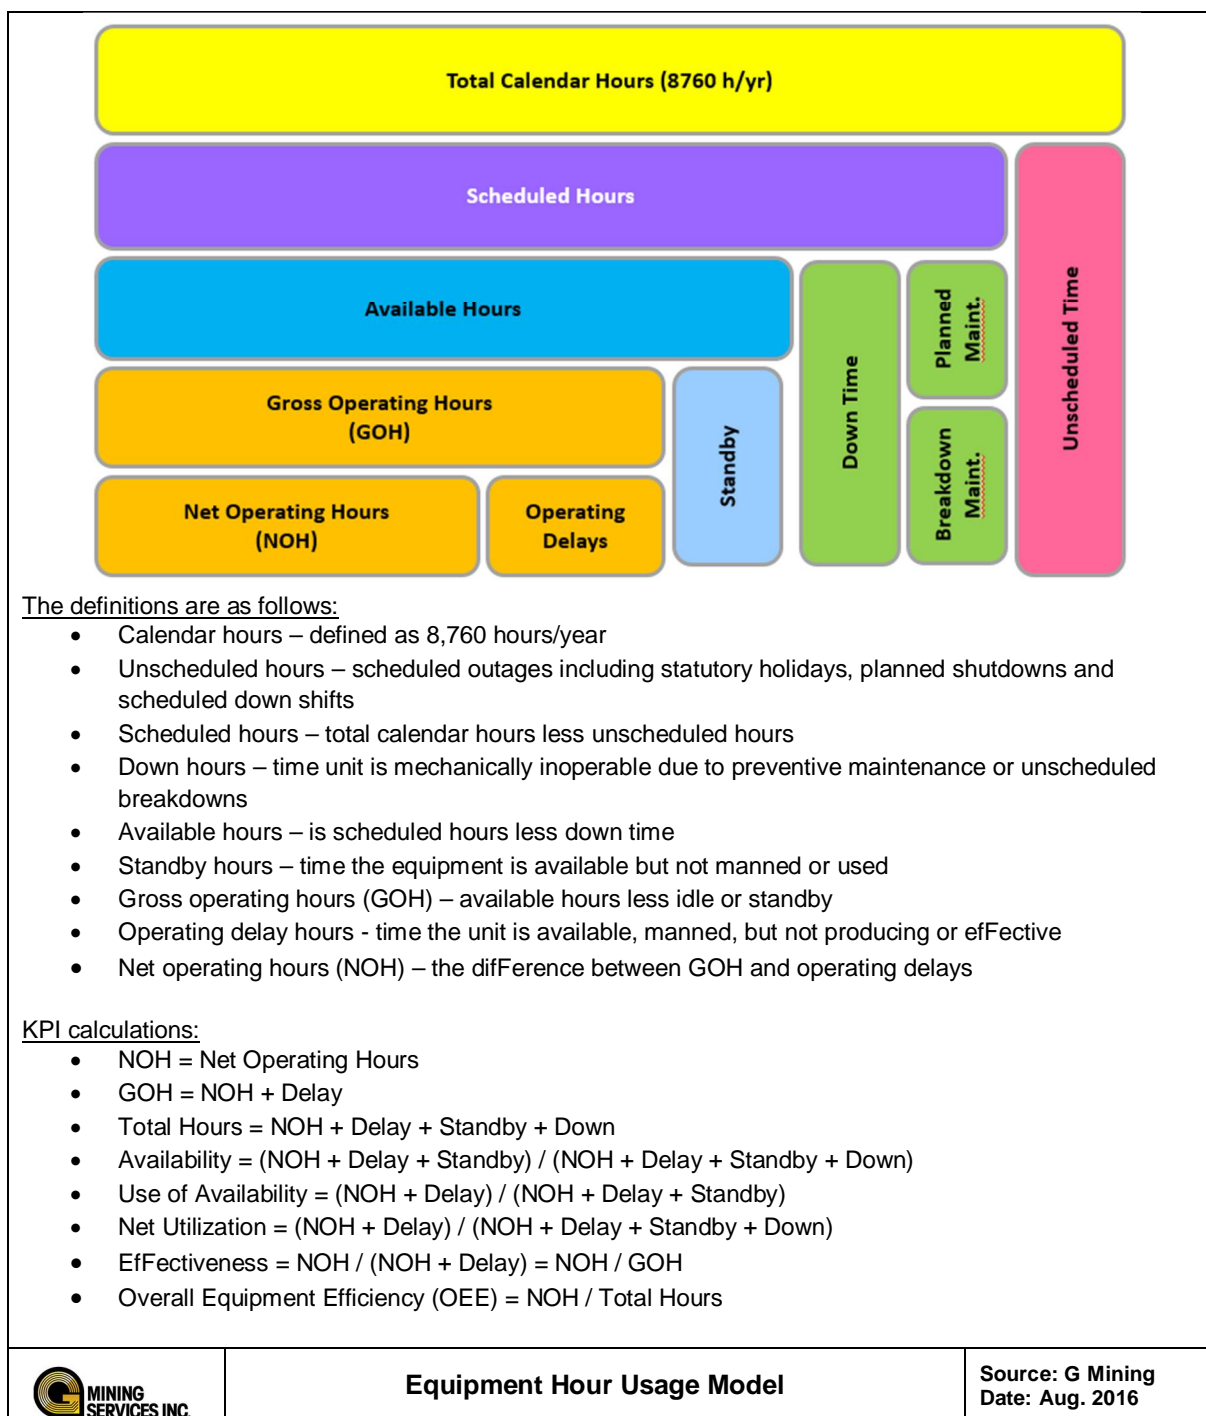 Total Calendar Hours (8760 h/yr)
Scheduled Hours
Unscheduled Time
Available Hours
Down Time
Planned
Maint.
Gross Operating Hours
(GOH)
Standby
Breakdown
Maint.
Net Operating Hours
(NOH)
Operating
Delays
The definitions are as follows:
• Calendar hours – defined as 8,760 hours/year
• Unscheduled hours – scheduled outages including statutory holidays, planned shutdowns and
scheduled down shifts
• Scheduled hours – total calendar hours less unscheduled hours
• Down hours – time unit is mechanically inoperable due to preventive maintenance or unscheduled
breakdowns
• Available hours – is scheduled hours less down time
• Standby hours – time the equipment is available but not manned or used
• Gross operating hours (GOH) – available hours less idle or standby
• Operating delay hours - time the unit is available, manned, but not producing or efFective
• Net operating hours (NOH) – the difFerence between GOH and operating delays
KPI calculations:
• NOH = Net Operating Hours
• GOH = NOH + Delay
• Total Hours = NOH + Delay + Standby + Down
• Availability = (NOH + Delay + Standby) / (NOH + Delay + Standby + Down)
• Use of Availability = (NOH + Delay) / (NOH + Delay + Standby)
• Net Utilization = (NOH + Delay) / (NOH + Delay + Standby + Down)
• EfFectiveness = NOH / (NOH + Delay) = NOH / GOH
• Overall Equipment Efficiency (OEE) = NOH / Total Hours
MINING
SERVICES INC.
Equipment Hour Usage Model
Source: G Mining
Date: Aug. 2016